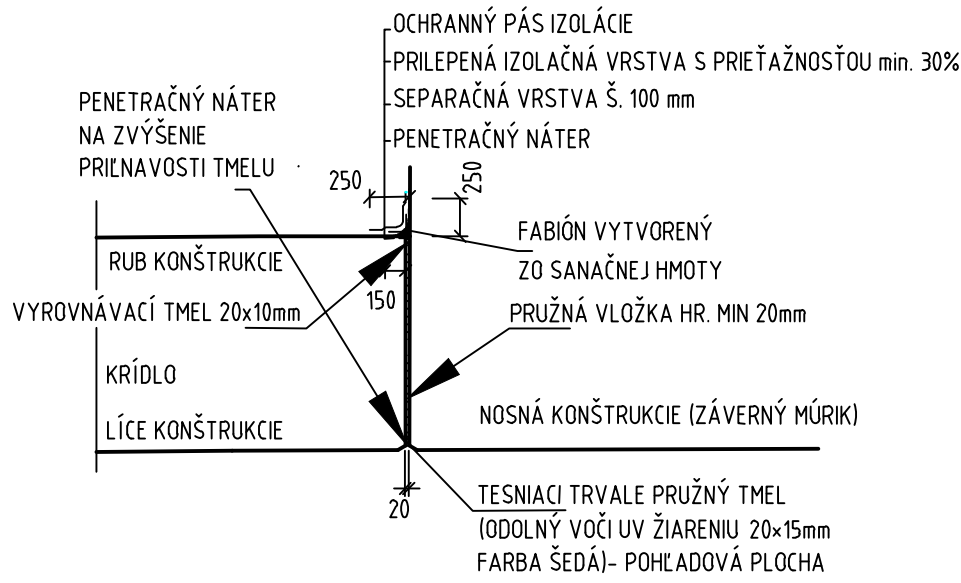 OCHRANNÝ PÁS IZOLÁCIE
PRILEPENÁ IZOLAČNÁ VRSTVA S PRIEŤAŽNOSŤOU min. 30%
SEPARAČNÁ VRSTVA Š. 100 mm
PENETRAČNÝ NÁTER
PENETRAČNÝ NÁTER
NA ZVÝŠENIE
PRIĽNAVOSTI TMELU
250
250
FABIÓN VYTVORENÝ
ZO SANAČNEJ HMOTY
RUB KONŠTRUKCIE
150
VYROVNÁVACÍ TMEL 20x10mm
PRUŽNÁ VLOŽKA HR. MIN 20mm
KRÍDLO
NOSNÁ KONŠTRUKCIE (ZÁVERNÝ MÚRIK)
LÍCE KONŠTRUKCIE
20
TESNIACI TRVALE PRUŽNÝ TMEL
(ODOLNÝ VOČI UV ŽIARENIU 20x15mm
FARBA ŠEDÁ)- POHĽADOVÁ PLOCHA